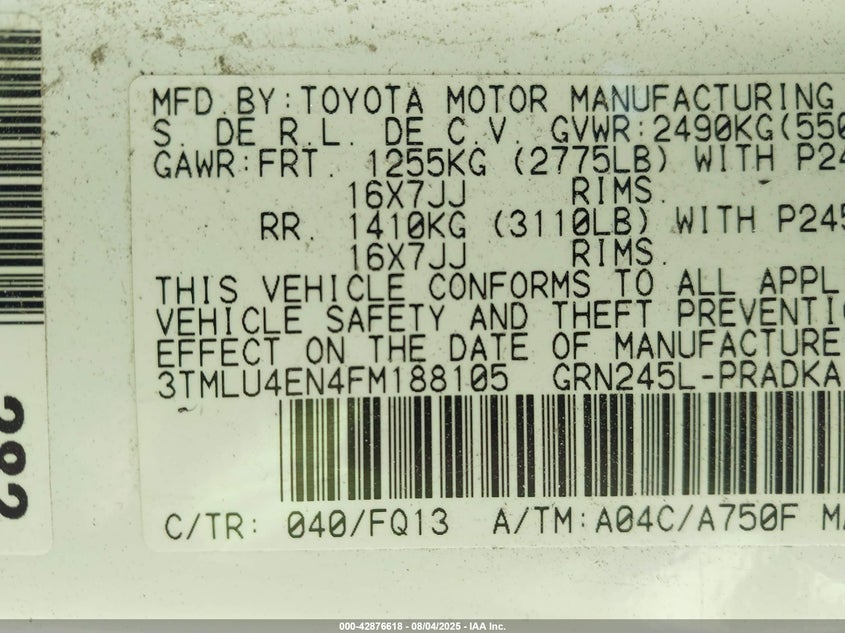 MFD.BY:TOYOTA MOTOR MANUFACTURING
S. DE R.L. DE C.V. GVWR:2490KG(550
GAWR:FRT. 1255KG (2775LB) WITH P24
16X7JJ RIMS.
RR. 1410KG (3110LB) WITH P245
16X7JJ RIMS.
THIS VEHICLE CONFORMS TO ALL APPL
VEHICLE SAFETY AND THEFT PREVENTI
EFFECT ON THE DATE OF MANUFACTURE
3TMLU4EN4FM188105 GRN245L-PRADKA
C/TR: 040/FQ13 A/TM:A04C/A750F MA
282
000-42876618 - 08/04/2025 - IAA Inc.